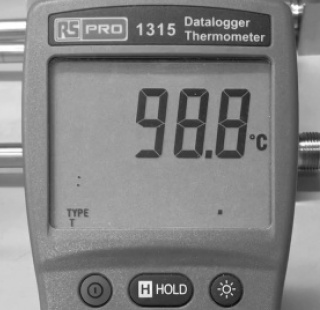 RS PRO 1315 Datalogger
Thermometer
98.8 °C
:
TYPE
T
H HOLD